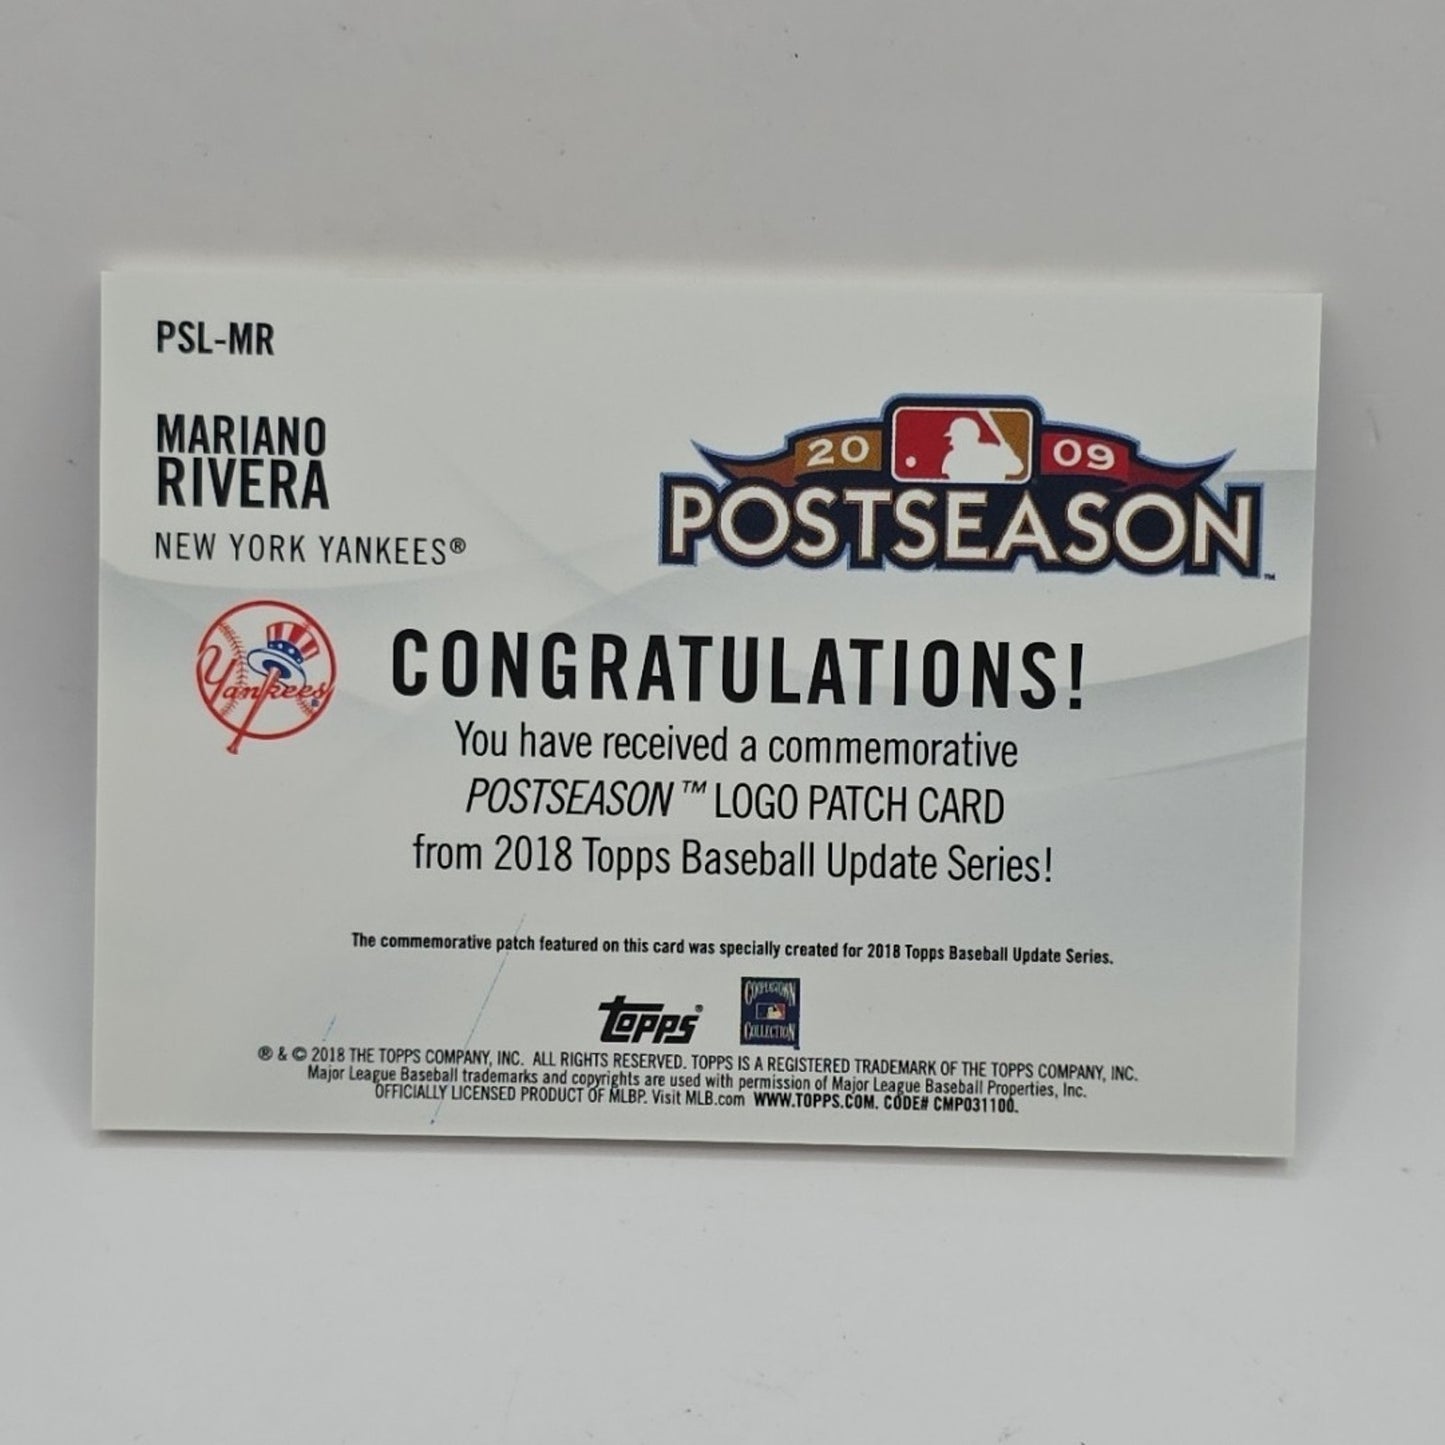 PSL-MR
MARIANO
RIVERA
NEW YORK YANKEES®
20 09
POSTSEASON™
Yankees®
CONGRATULATIONS!
You have received a commemorative
POSTSEASON™ LOGO PATCH CARD
from 2018 Topps Baseball Update Series!
The commemorative patch featured on this card was specially created for 2018 Topps Baseball Update Series.
topps®
COOPERSTOWN
COLLECTION
® & © 2018 THE TOPPS COMPANY, INC. ALL RIGHTS RESERVED. TOPPS IS A REGISTERED TRADEMARK OF THE TOPPS COMPANY, INC.
Major League Baseball trademarks and copyrights are used with permission of Major League Baseball Properties, Inc.
OFFICIALLY LICENSED PRODUCT OF MLBP. Visit MLB.com WWW.TOPPS.COM. CODE# CMP031100.